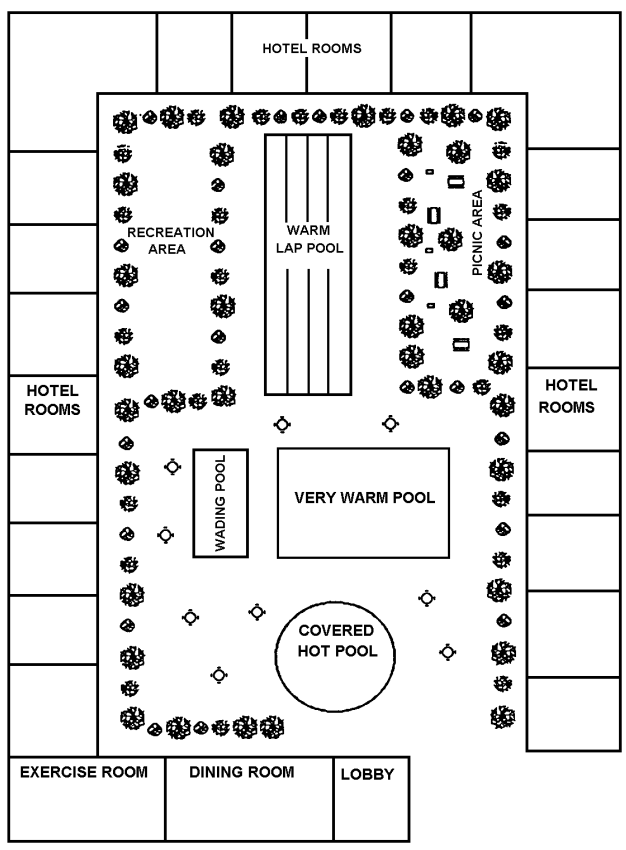 HOTEL ROOMS
RECREATION
AREA
WARM
LAP POOL
PICNIC AREA
HOTEL
ROOMS
HOTEL
ROOMS
WADING POOL
VERY WARM POOL
COVERED
HOT POOL
EXERCISE ROOM
DINING ROOM
LOBBY